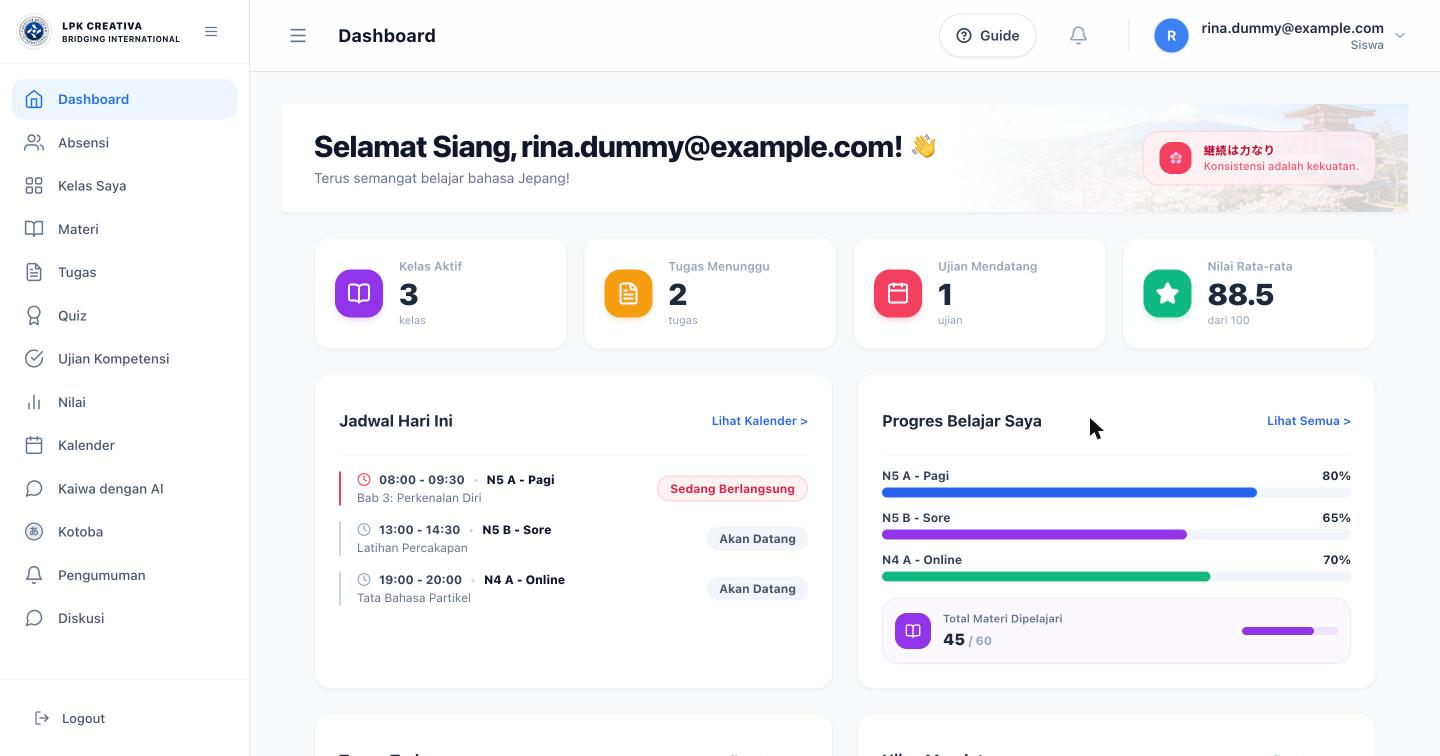 LPK CREATIVA
BRIDGING INTERNATIONAL
Dashboard
Absensi
Kelas Saya
Materi
Tugas
Quiz
Ujian Kompetensi
Nilai
Kalender
Kaiwa dengan AI
あ
Kotoba
Pengumuman
Diskusi
Logout
Dashboard
Guide
R
rina.dummy@example.com
Siswa
Selamat Siang, rina.dummy@example.com! 👋
Terus semangat belajar bahasa Jepang!
継続は力なり
Konsistensi adalah kekuatan.
Kelas Aktif
3
kelas
Tugas Menunggu
2
tugas
Ujian Mendatang
1
ujian
Nilai Rata-rata
88.5
dari 100
Jadwal Hari Ini
Lihat Kalender >
08:00 - 09:30 • N5 A - Pagi
Bab 3: Perkenalan Diri
Sedang Berlangsung
13:00 - 14:30 • N5 B - Sore
Latihan Percakapan
Akan Datang
19:00 - 20:00 • N4 A - Online
Tata Bahasa Partikel
Akan Datang
Progres Belajar Saya
Lihat Semua >
N5 A - Pagi 80%
N5 B - Sore 65%
N4 A - Online 70%
Total Materi Dipelajari
45 / 60